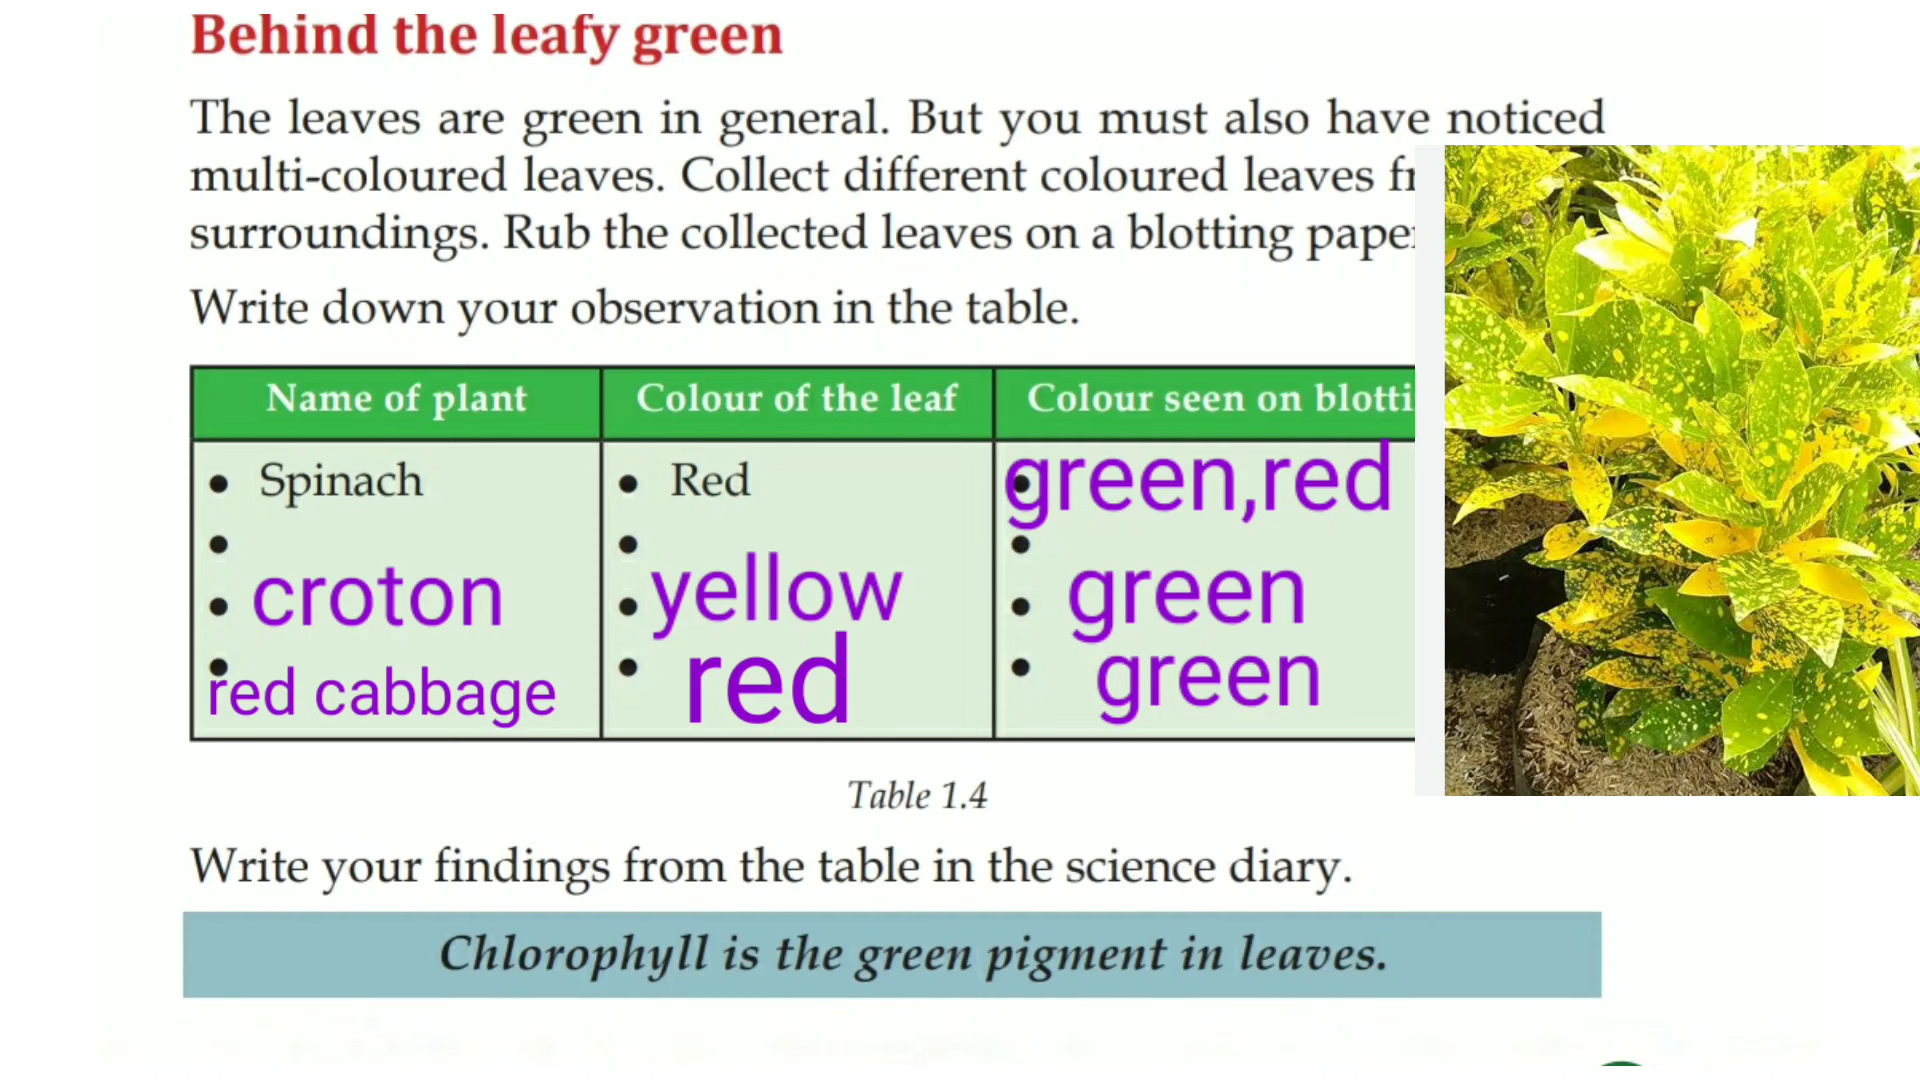 Behind the leafy green
The leaves are green in general. But you must also have noticed
multi-coloured leaves. Collect different coloured leaves
surroundings. Rub the collected leaves on a blotting paper
Write down your observation in the table.
Name of plant Colour of the leaf Colour seen on
• Spinach • Red • green,red
• • •
• croton • yellow • green
• red cabbage • red • green
Table 1.4
Write your findings from the table in the science diary.
Chlorophyll is the green pigment in leaves.